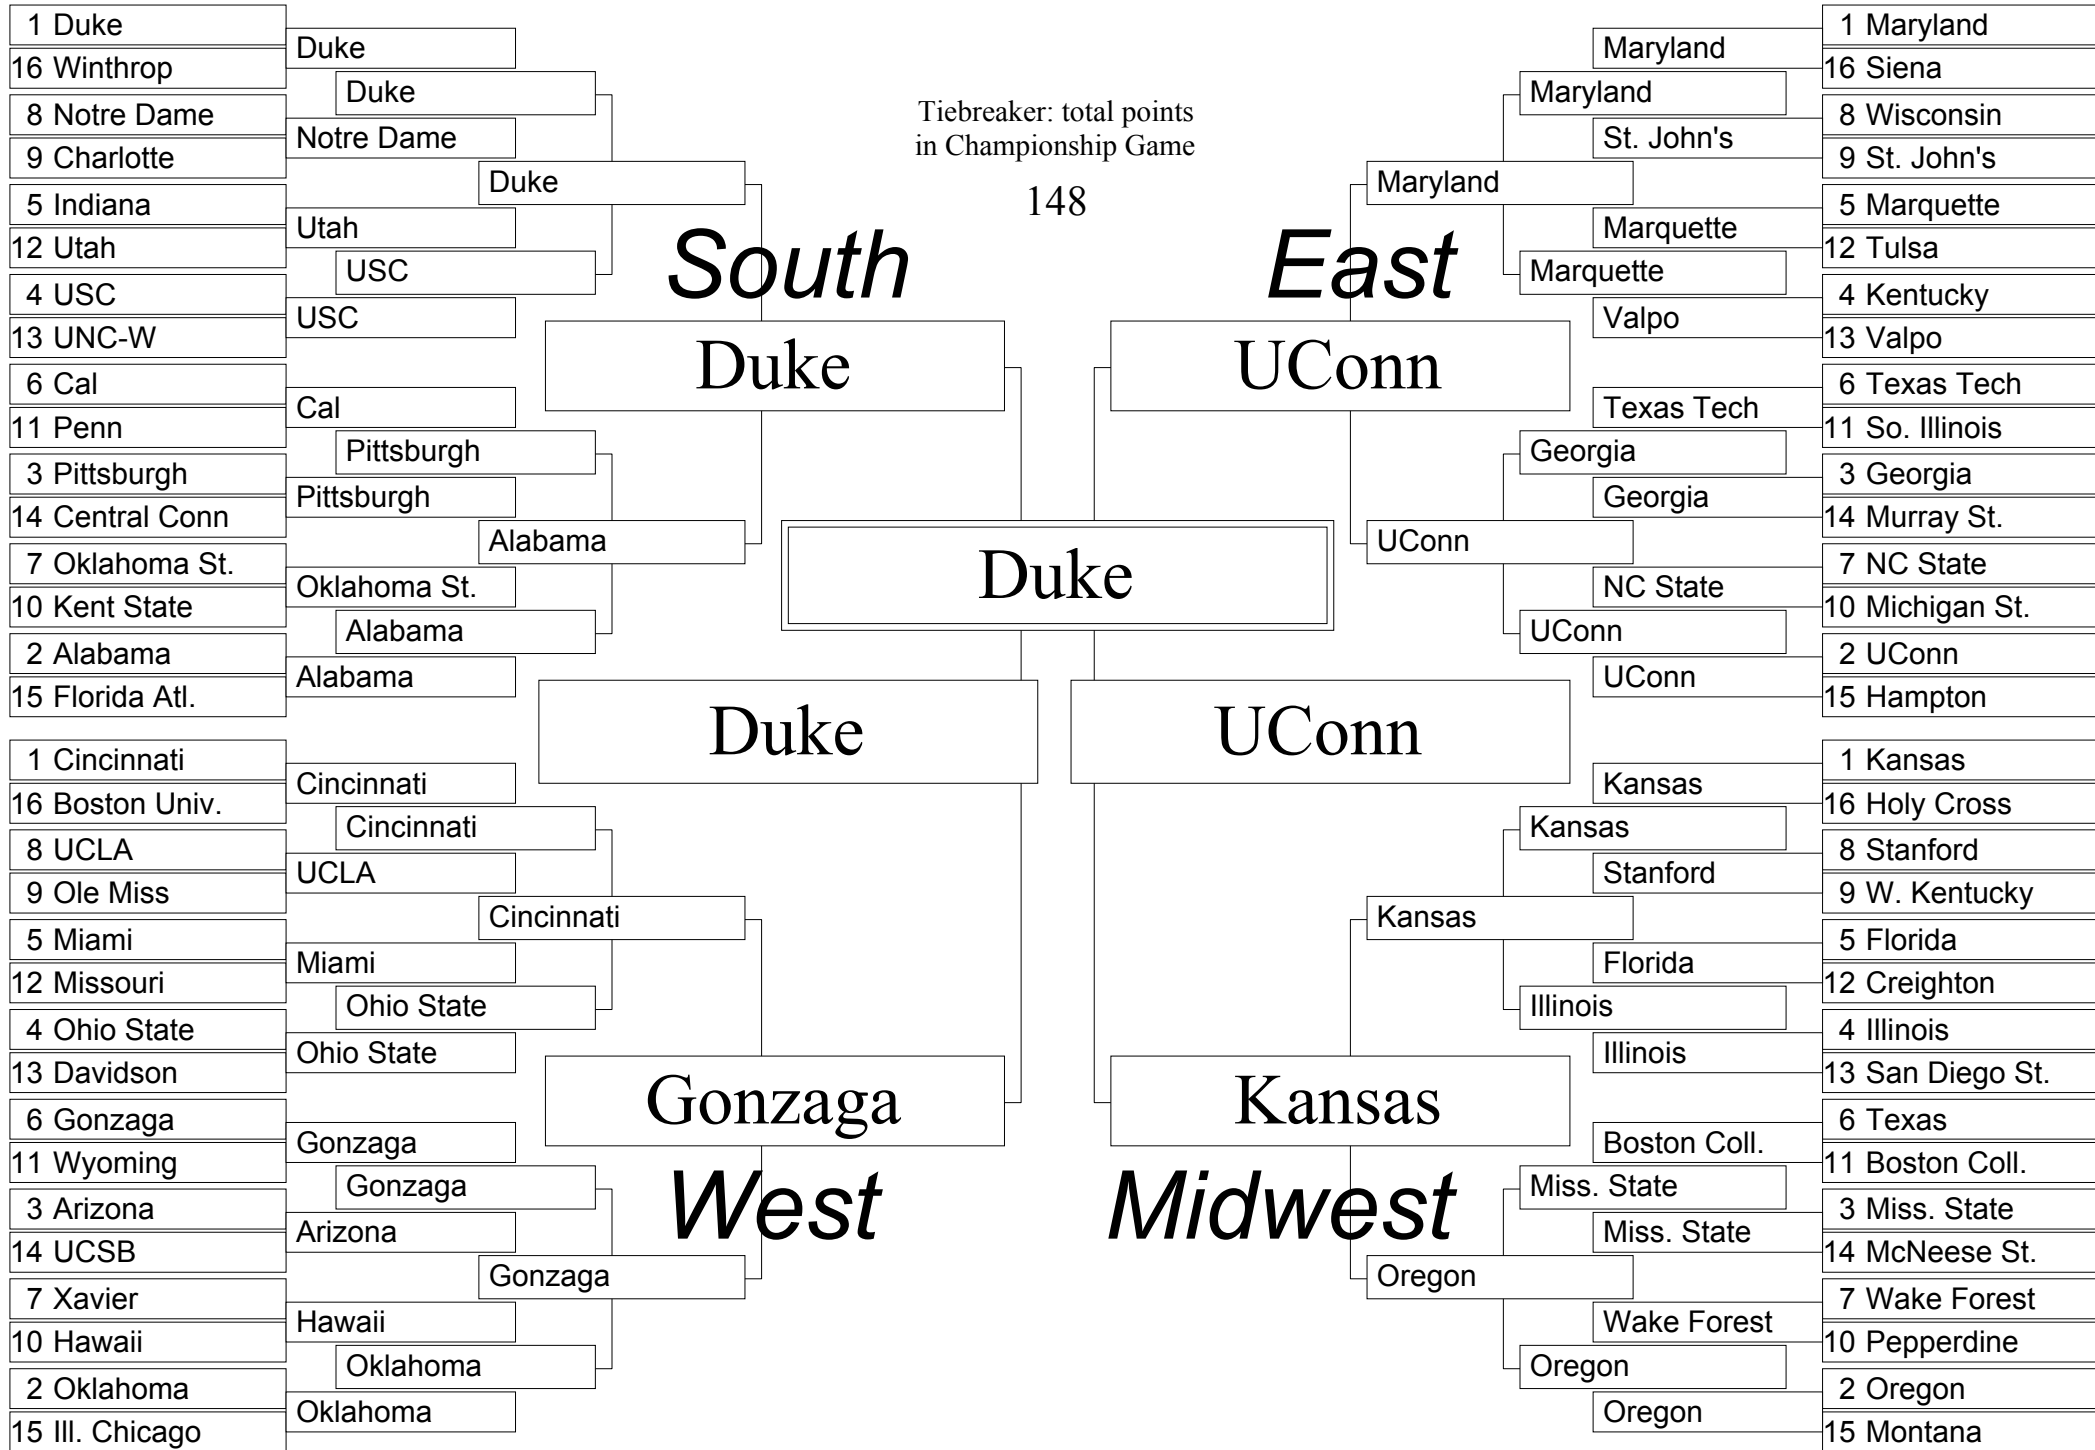 1 Duke
16 Winthrop
8 Notre Dame
9 Charlotte
5 Indiana
12 Utah
4 USC
13 UNC-W
6 Cal
11 Penn
3 Pittsburgh
14 Central Conn
7 Oklahoma St.
10 Kent State
2 Alabama
15 Florida Atl.
Duke
Notre Dame
Utah
USC
Cal
Pittsburgh
Oklahoma St.
Alabama
Duke
USC
Pittsburgh
Alabama
Duke
Alabama
South
Duke
1 Cincinnati
16 Boston Univ.
8 UCLA
9 Ole Miss
5 Miami
12 Missouri
4 Ohio State
13 Davidson
6 Gonzaga
11 Wyoming
3 Arizona
14 UCSB
7 Xavier
10 Hawaii
2 Oklahoma
15 Ill. Chicago
Cincinnati
UCLA
Miami
Ohio State
Gonzaga
Arizona
Hawaii
Oklahoma
Cincinnati
Ohio State
Gonzaga
Oklahoma
Cincinnati
Gonzaga
Gonzaga
West
Tiebreaker: total points
in Championship Game
148
Duke
Duke
UConn
East
UConn
Maryland
UConn
Maryland
Marquette
Georgia
UConn
Maryland
St. John's
Marquette
Valpo
Texas Tech
Georgia
NC State
UConn
1 Maryland
16 Siena
8 Wisconsin
9 St. John's
5 Marquette
12 Tulsa
4 Kentucky
13 Valpo
6 Texas Tech
11 So. Illinois
3 Georgia
14 Murray St.
7 NC State
10 Michigan St.
2 UConn
15 Hampton
Kansas
Midwest
Kansas
Oregon
Kansas
Illinois
Miss. State
Oregon
Kansas
Stanford
Florida
Illinois
Boston Coll.
Miss. State
Wake Forest
Oregon
1 Kansas
16 Holy Cross
8 Stanford
9 W. Kentucky
5 Florida
12 Creighton
4 Illinois
13 San Diego St.
6 Texas
11 Boston Coll.
3 Miss. State
14 McNeese St.
7 Wake Forest
10 Pepperdine
2 Oregon
15 Montana